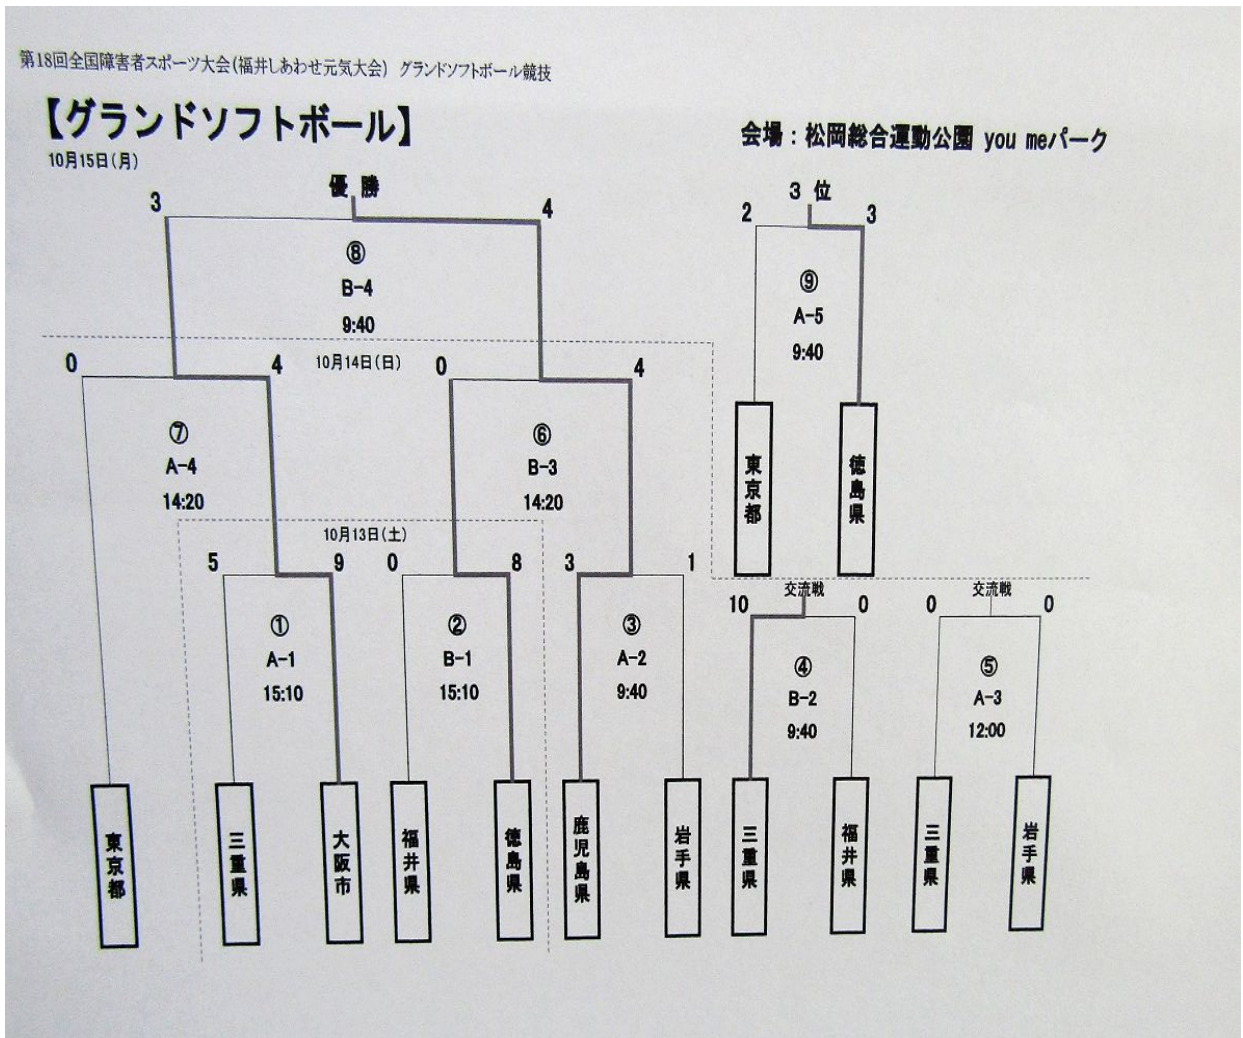 第18回全国障害者スポーツ大会(福井しあわせ元気大会) グランドソフトボール競技
【グランドソフトボール】
会場:松岡総合運動公園 you meパーク
10月15日(月)
優勝
3 4
⑧
B-4
9:40
3位
2 3
⑨
A-5
9:40
東京都
徳島県
10月14日(日)
0 4
⑦
A-4
14:20
0 4
⑥
B-3
14:20
10月13日(土)
5 9
①
A-1
15:10
0 8
②
B-1
15:10
3 1
③
A-2
9:40
交流戦
10 0
④
B-2
9:40
交流戦
0 0
⑤
A-3
12:00
東京都
三重県
大阪市
福井県
徳島県
鹿児島県
岩手県
三重県
福井県
三重県
岩手県